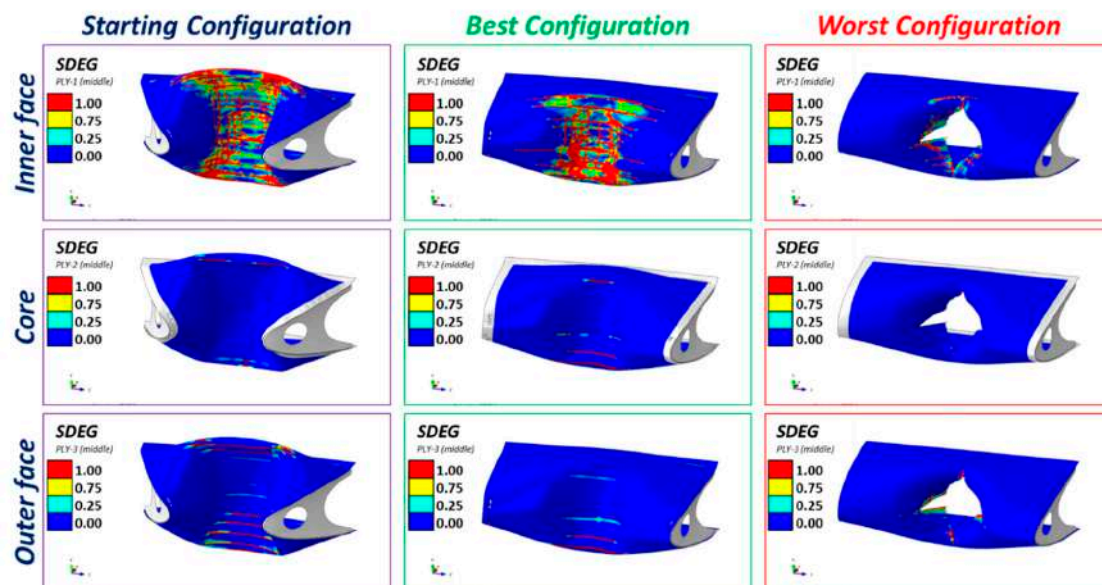 Starting Configuration
Best Configuration
Worst Configuration
Inner face
SDEG
PLY-1 (middle)
1.00
0.75
0.25
0.00
SDEG
PLY-1 (middle)
1.00
0.75
0.25
0.00
SDEG
PLY-1 (middle)
1.00
0.75
0.25
0.00
Core
SDEG
PLY-2 (middle)
1.00
0.75
0.25
0.00
SDEG
PLY-2 (middle)
1.00
0.75
0.25
0.00
SDEG
PLY-2 (middle)
1.00
0.75
0.25
0.00
Outer face
SDEG
PLY-3 (middle)
1.00
0.75
0.25
0.00
SDEG
PLY-3 (middle)
1.00
0.75
0.25
0.00
SDEG
PLY-3 (middle)
1.00
0.75
0.25
0.00